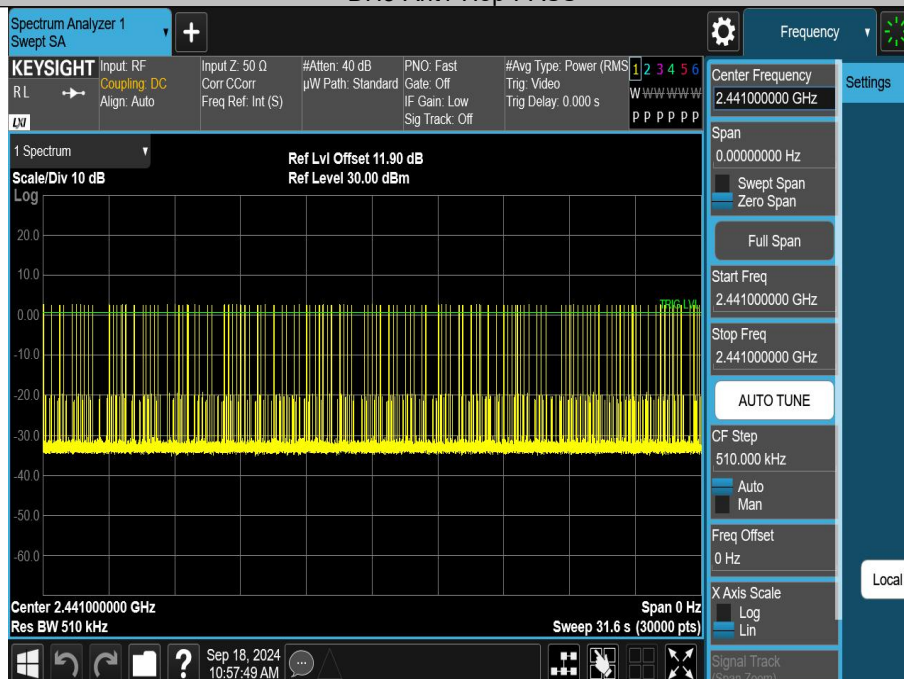 Spectrum Analyzer 1
Swept SA
Frequency
KEYSIGHT
RL
LXI
Input: RF
Coupling: DC
Align: Auto
Input Z: 50 Ω
Corr CCorr
Freq Ref: Int (S)
#Atten: 40 dB
µW Path: Standard
PNO: Fast
Gate: Off
IF Gain: Low
Sig Track: Off
#Avg Type: Power (RMS
Trig: Video
Trig Delay: 0.000 s
1 2 3 4 5 6
W W W W W W
P P P P P P
Center Frequency
2.441000000 GHz
Settings
1 Spectrum
Scale/Div 10 dB
Ref Lvl Offset 11.90 dB
Ref Level 30.00 dBm
Span
0.00000000 Hz
Swept Span
Zero Span
Full Span
Log
20.0
10.0
0.00
-10.0
-20.0
-30.0
-40.0
-50.0
-60.0
TRIG LVL
Start Freq
2.441000000 GHz
Stop Freq
2.441000000 GHz
AUTO TUNE
CF Step
510.000 kHz
Auto
Man
Freq Offset
0 Hz
Local
X Axis Scale
Log
Lin
Center 2.441000000 GHz
Span 0 Hz
Res BW 510 kHz
Sweep 31.6 s (30000 pts)
Sep 18, 2024
10:57:49 AM
Signal Track
(Span Zoom)